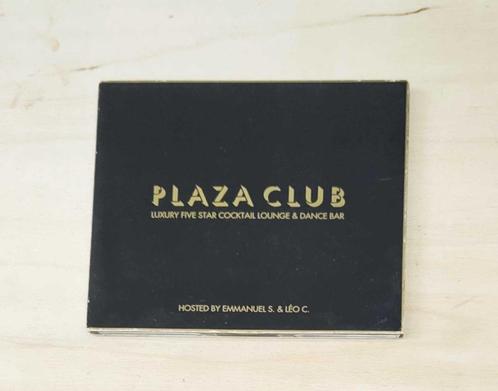 PLAZA CLUB
LUXURY FIVE STAR COCKTAIL LOUNGE & DANCE BAR
HOSTED BY EMMANUEL S. & LÉO C.